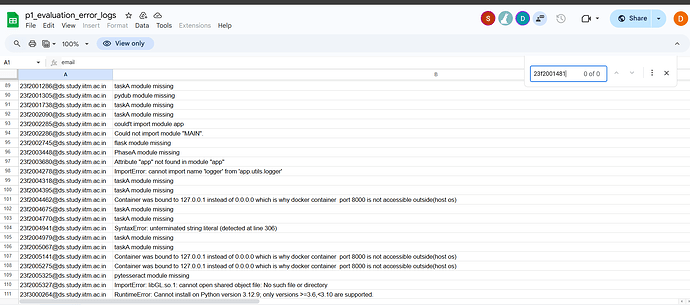 p1_evaluation_error_logs
File Edit View Insert Format Data Tools Extensions Help
S D
Share D
100% View only
A1 email
23f2001481 0 of 0
A B
89 23f2001286@ds.study.iitm.ac.in taskA module missing
90 23f2001305@ds.study.iitm.ac.in pydub module missing
91 23f2001738@ds.study.iitm.ac.in taskA module missing
92 23f2002090@ds.study.iitm.ac.in taskA module missing
93 23f2002285@ds.study.iitm.ac.in could't import module app
94 23f2002286@ds.study.iitm.ac.in Could not import module "MAIN".
95 23f2002745@ds.study.iitm.ac.in flask module missing
96 23f2003448@ds.study.iitm.ac.in PhaseA module missing
97 23f2003680@ds.study.iitm.ac.in Attribute "app" not found in module "app"
98 23f2004278@ds.study.iitm.ac.in ImportError: cannot import name 'logger' from 'app.utils.logger'
99 23f2004318@ds.study.iitm.ac.in taskA module missing
100 23f2004395@ds.study.iitm.ac.in taskA module missing
101 23f2004462@ds.study.iitm.ac.in Container was bound to 127.0.0.1 instead of 0.0.0.0 which is why docker container port 8000 is not accessible outside(host os)
102 23f2004675@ds.study.iitm.ac.in taskA module missing
103 23f2004770@ds.study.iitm.ac.in taskA module missing
104 23f2004941@ds.study.iitm.ac.in SyntaxError: unterminated string literal (detected at line 306)
105 23f2004979@ds.study.iitm.ac.in taskA module missing
106 23f2005067@ds.study.iitm.ac.in taskA module missing
107 23f2005141@ds.study.iitm.ac.in Container was bound to 127.0.0.1 instead of 0.0.0.0 which is why docker container port 8000 is not accessible outside(host os)
108 23f2005275@ds.study.iitm.ac.in Container was bound to 127.0.0.1 instead of 0.0.0.0 which is why docker container port 8000 is not accessible outside(host os)
109 23f2005325@ds.study.iitm.ac.in pytesseract module missing
110 23f2005327@ds.study.iitm.ac.in ImportError: libGL.so.1: cannot open shared object file: No such file or directory
111 23f3000264@ds.study.iitm.ac.in RuntimeError: Cannot install on Python version 3.12.9; only versions >=3.6,<3.10 are supported.